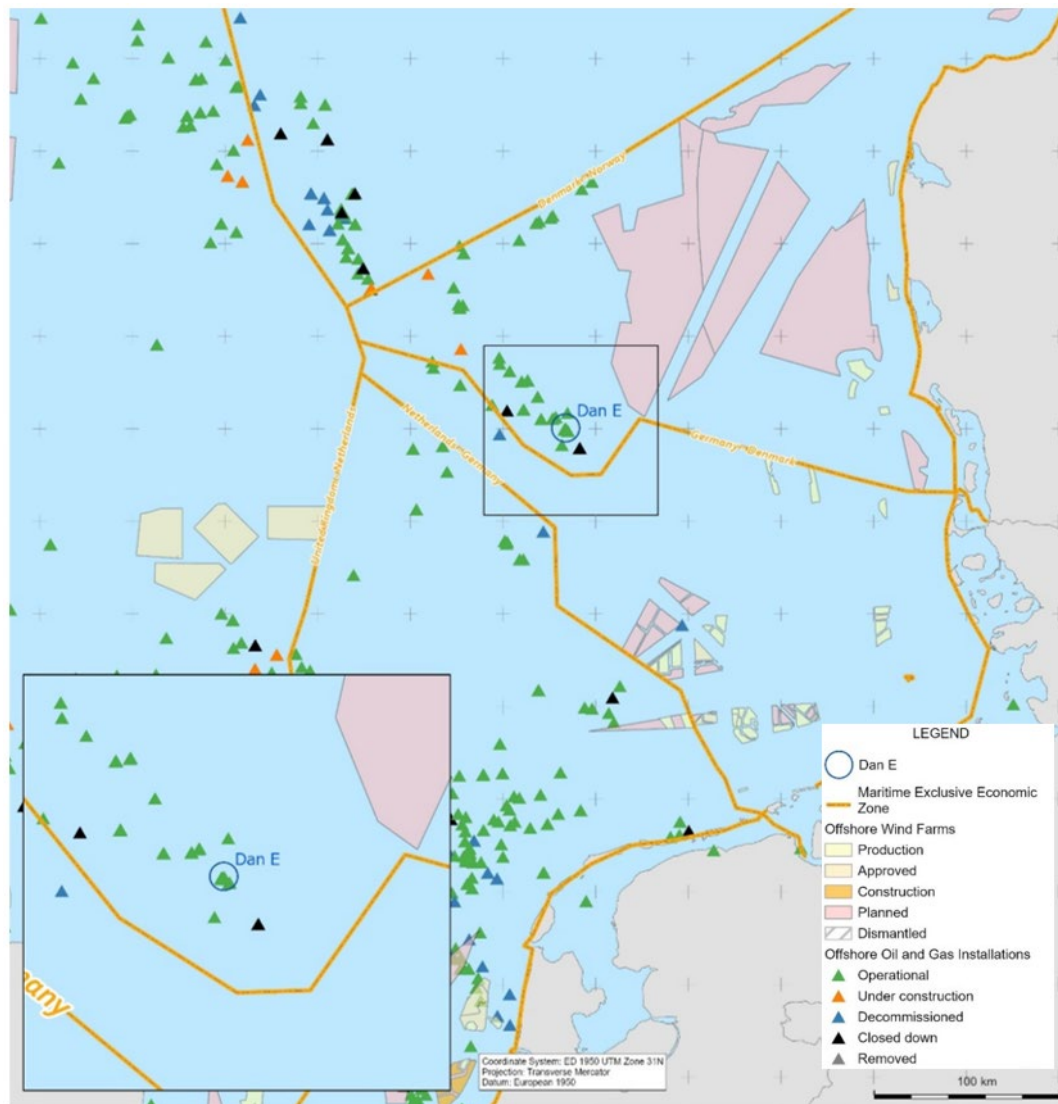 Denmark-Norway
Dan E
Netherlands-Germany
Germany - Denmark
United Kingdom-Netherlands
Dan E
many
LEGEND
Dan E
Maritime Exclusive Economic
Zone
Offshore Wind Farms
Production
Approved
Construction
Planned
Dismantled
Offshore Oil and Gas Installations
Operational
Under construction
Decommissioned
Closed down
Removed
Coordinate System: ED 1950 UTM Zone 31N
Projection: Transverse Mercator
Datum: European 1950
100 km